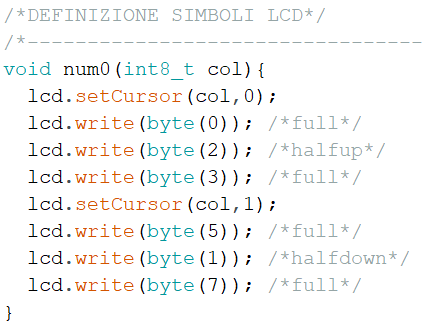 /*DEFINIZIONE SIMBOLI LCD*/
/*--------------------------------
void num0(int8_t col){
  lcd.setCursor(col,0);
  lcd.write(byte(0)); /*full*/
  lcd.write(byte(2)); /*halfup*/
  lcd.write(byte(3)); /*full*/
  lcd.setCursor(col,1);
  lcd.write(byte(5)); /*full*/
  lcd.write(byte(1)); /*halfdown*/
  lcd.write(byte(7)); /*full*/
}